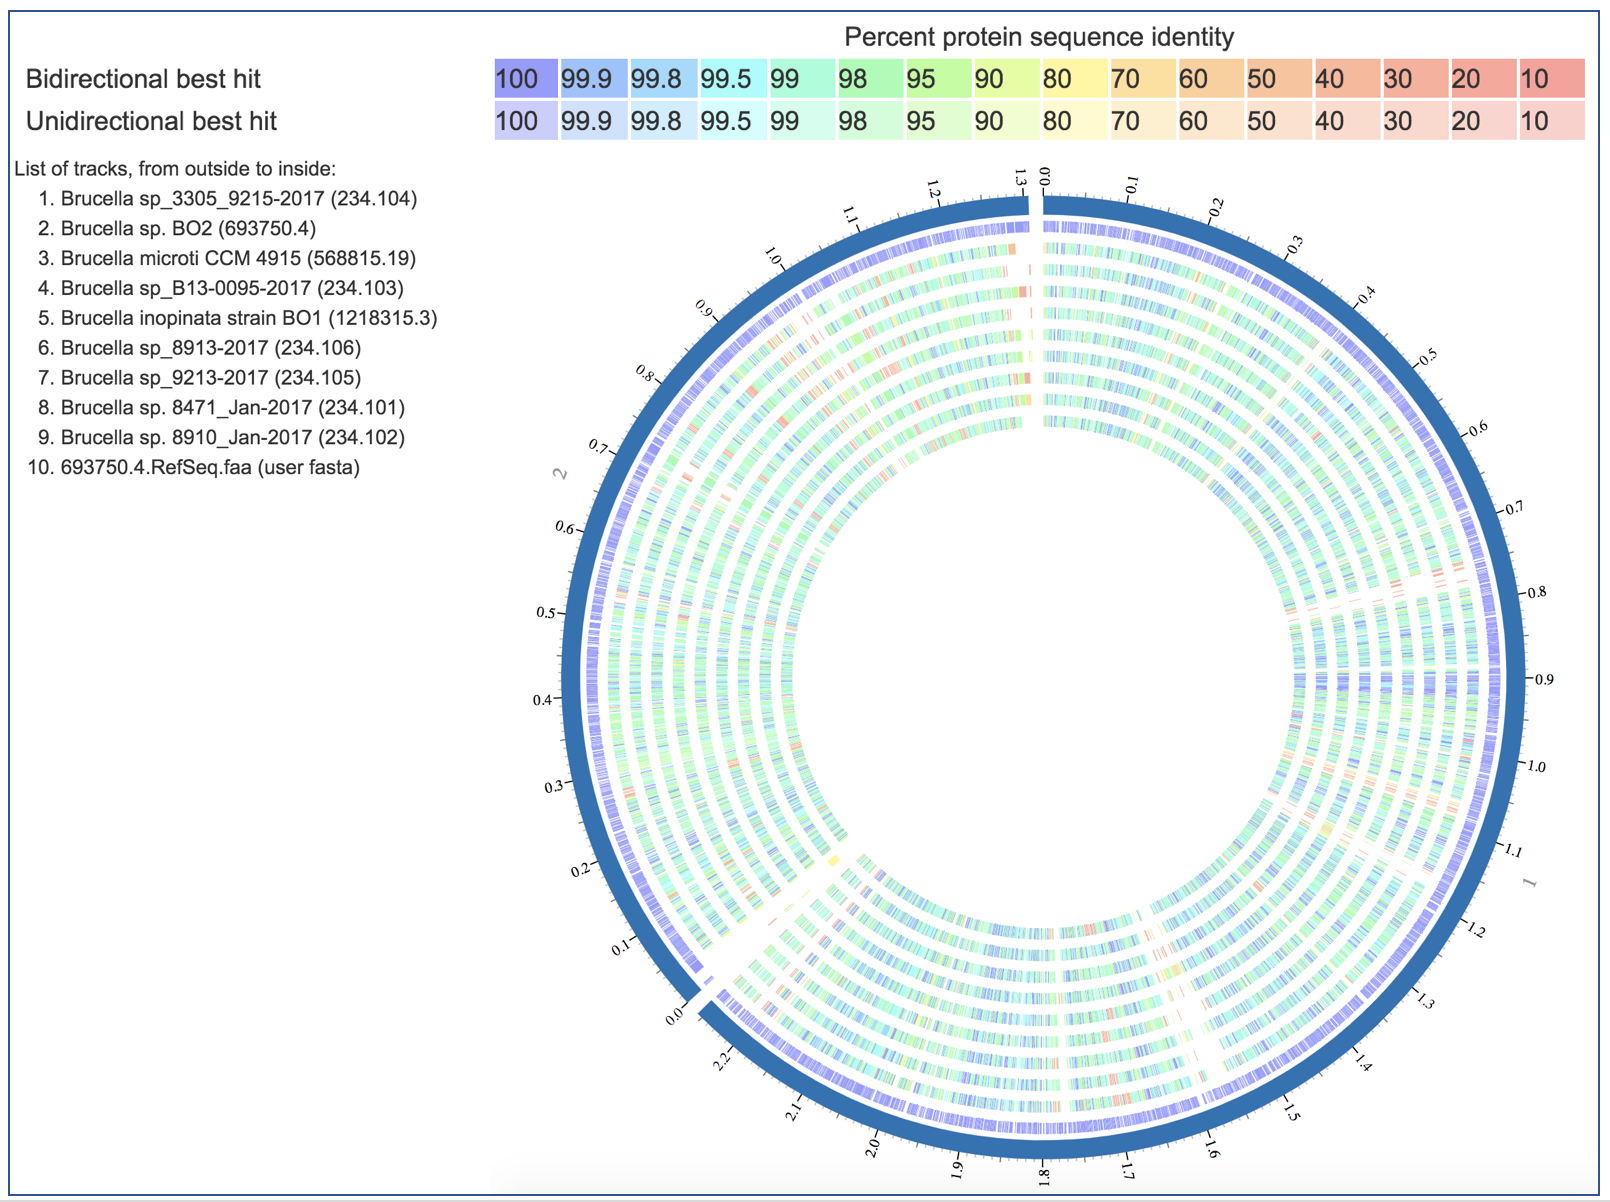 Percent protein sequence identity
Bidirectional best hit 100 99.9 99.8 99.5 99 98 95 90 80 70 60 50 40 30 20 10
Unidirectional best hit 100 99.9 99.8 99.5 99 98 95 90 80 70 60 50 40 30 20 10
List of tracks, from outside to inside:
1. Brucella sp_3305_9215-2017 (234.104)
2. Brucella sp. BO2 (693750.4)
3. Brucella microti CCM 4915 (568815.19)
4. Brucella sp_B13-0095-2017 (234.103)
5. Brucella inopinata strain BO1 (1218315.3)
6. Brucella sp_8913-2017 (234.106)
7. Brucella sp_9213-2017 (234.105)
8. Brucella sp. 8471_Jan-2017 (234.101)
9. Brucella sp. 8910_Jan-2017 (234.102)
10. 693750.4.RefSeq.faa (user fasta)
0.0
0.1
0.2
0.3
0.4
0.5
0.6
0.7
0.8
0.9
1.0
1.1
1
1.2
1.3
1.4
1.5
1.6
1.7
1.8
1.9
2.0
2.1
2.2
0.0
0.1
0.2
0.3
0.4
0.5
0.6
2
0.7
0.8
0.9
1.0
1.1
1.2
1.3